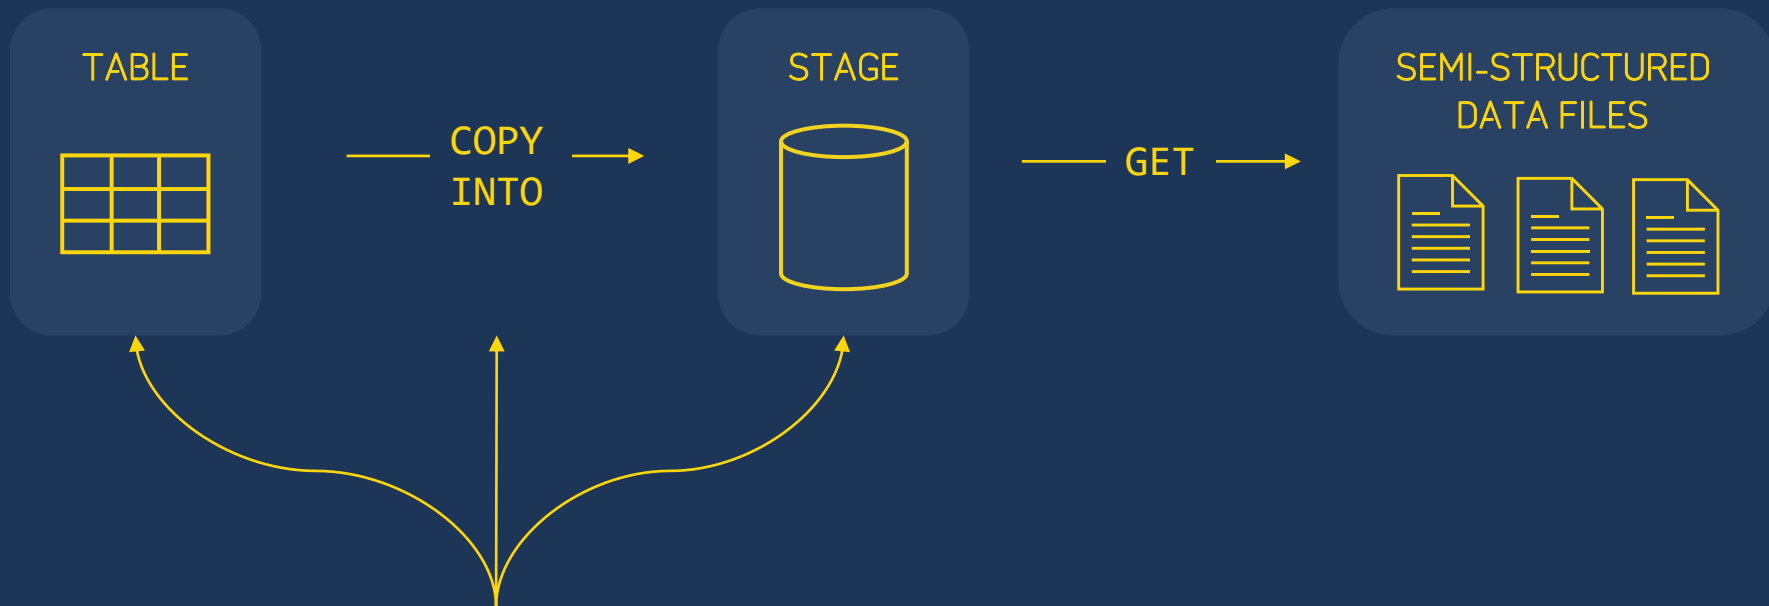 TABLE
COPY
INTO
STAGE
GET
SEMI-STRUCTURED
DATA FILES